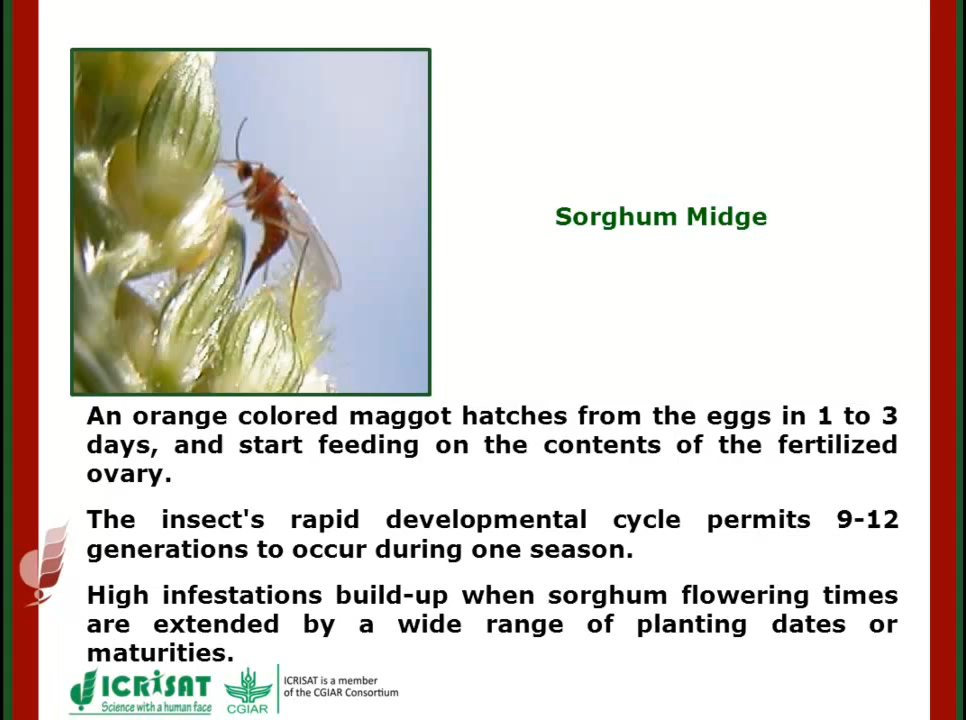 Sorghum Midge
An orange colored maggot hatches from the eggs in 1 to 3
days, and start feeding on the contents of the fertilized
ovary.
The insect's rapid developmental cycle permits 9-12
generations to occur during one season.
High infestations build-up when sorghum flowering times
are extended by a wide range of planting dates or
maturities.
ICRISAT
Science with a human face
CGIAR
ICRISAT is a member
of the CGIAR Consortium